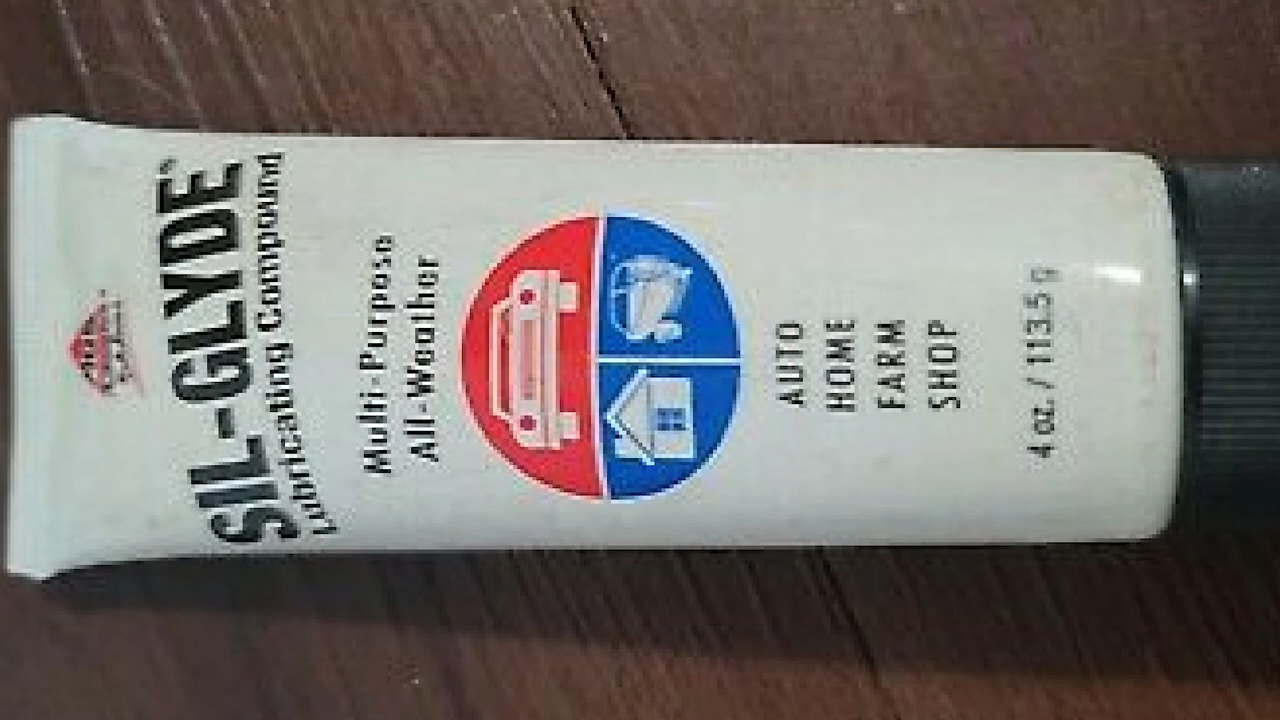 SIL-GLYDE
Lubricating Compound
Multi-Purpose
All-Weather
AUTO
HOME
FARM
SHOP
4 oz. / 113.5 g